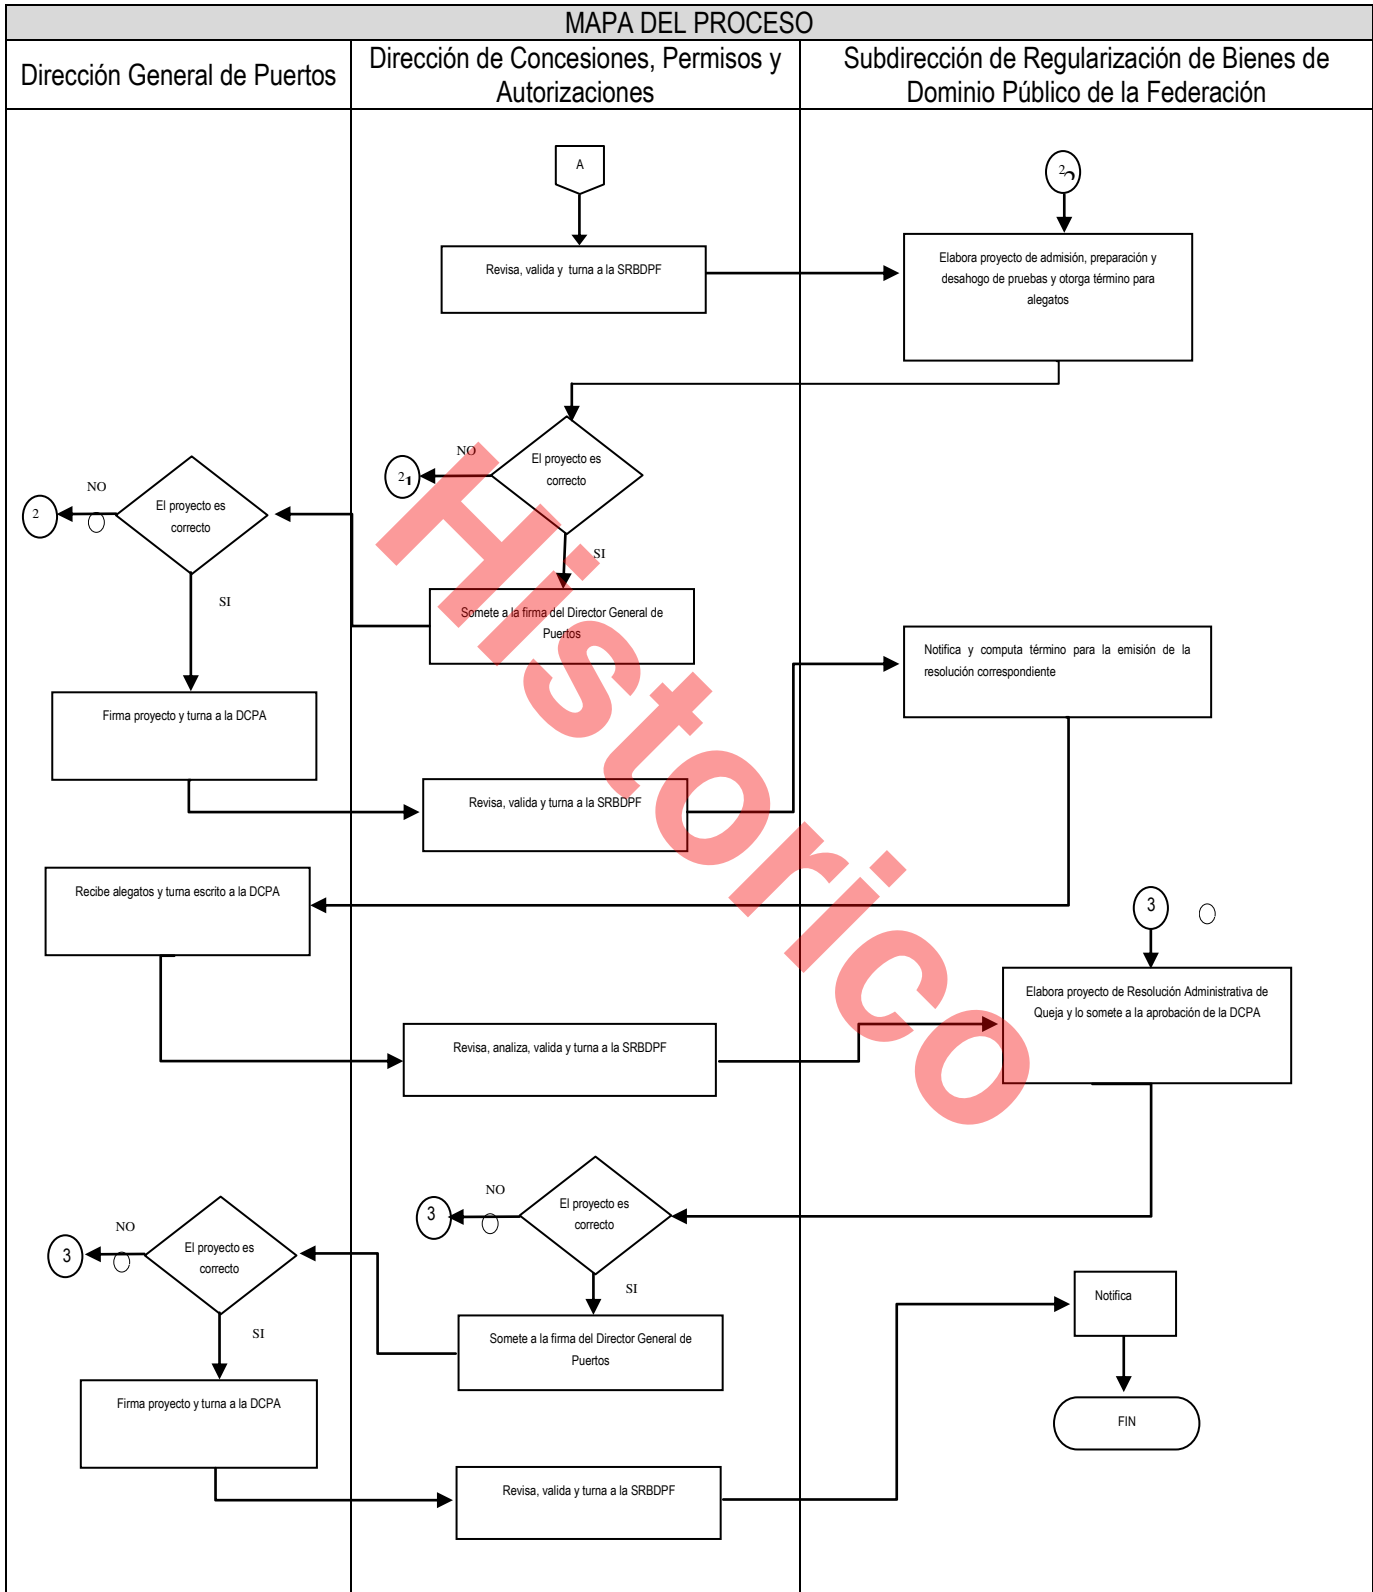 MAPA DEL PROCESO
Dirección General de Puertos
Dirección de Concesiones, Permisos y
Autorizaciones
Subdirección de Regularización de Bienes de
Dominio Público de la Federación
A
2
Revisa, valida y turna a la SRBDPF
Elabora proyecto de admisión, preparación y
desahogo de pruebas y otorga término para
alegatos
El proyecto es
correcto
NO
2
SI
El proyecto es
correcto
NO
2
SI
Somete a la firma del Director General de
Puertos
Notifica y computa término para la emisión de la
resolución correspondiente
Firma proyecto y turna a la DCPA
Revisa, valida y turna a la SRBDPF
Recibe alegatos y turna escrito a la DCPA
3
Elabora proyecto de Resolución Administrativa de
Queja y lo somete a la aprobación de la DCPA
Revisa, analiza, valida y turna a la SRBDPF
El proyecto es
correcto
NO
3
SI
El proyecto es
correcto
NO
3
SI
Somete a la firma del Director General de
Puertos
Notifica
Firma proyecto y turna a la DCPA
FIN
Revisa, valida y turna a la SRBDPF
Historico